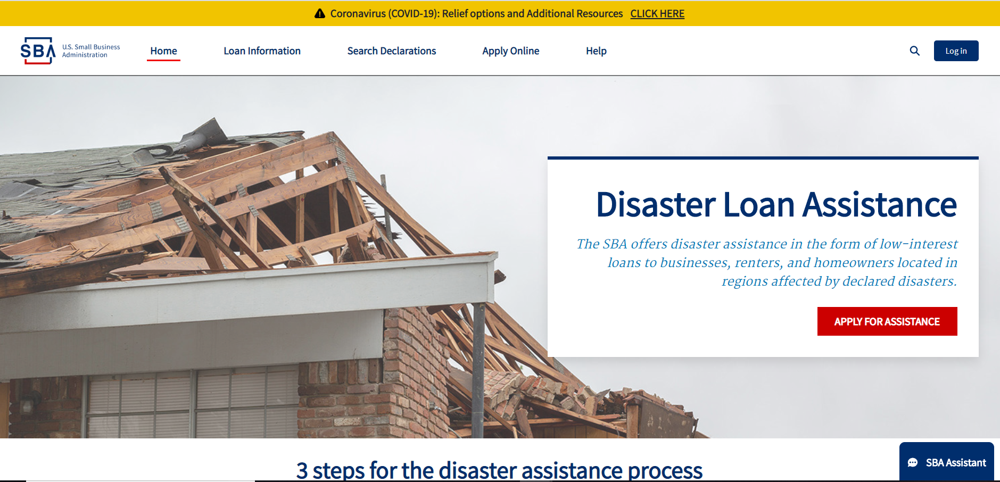 Coronavirus (COVID-19): Relief options and Additional Resources CLICK HERE
SBA
U.S. Small Business
Administration
Home
Loan Information
Search Declarations
Apply Online
Help
Log in
Disaster Loan Assistance
The SBA offers disaster assistance in the form of low-interest
loans to businesses, renters, and homeowners located in
regions affected by declared disasters.
APPLY FOR ASSISTANCE
3 steps for the disaster assistance process
SBA Assistant